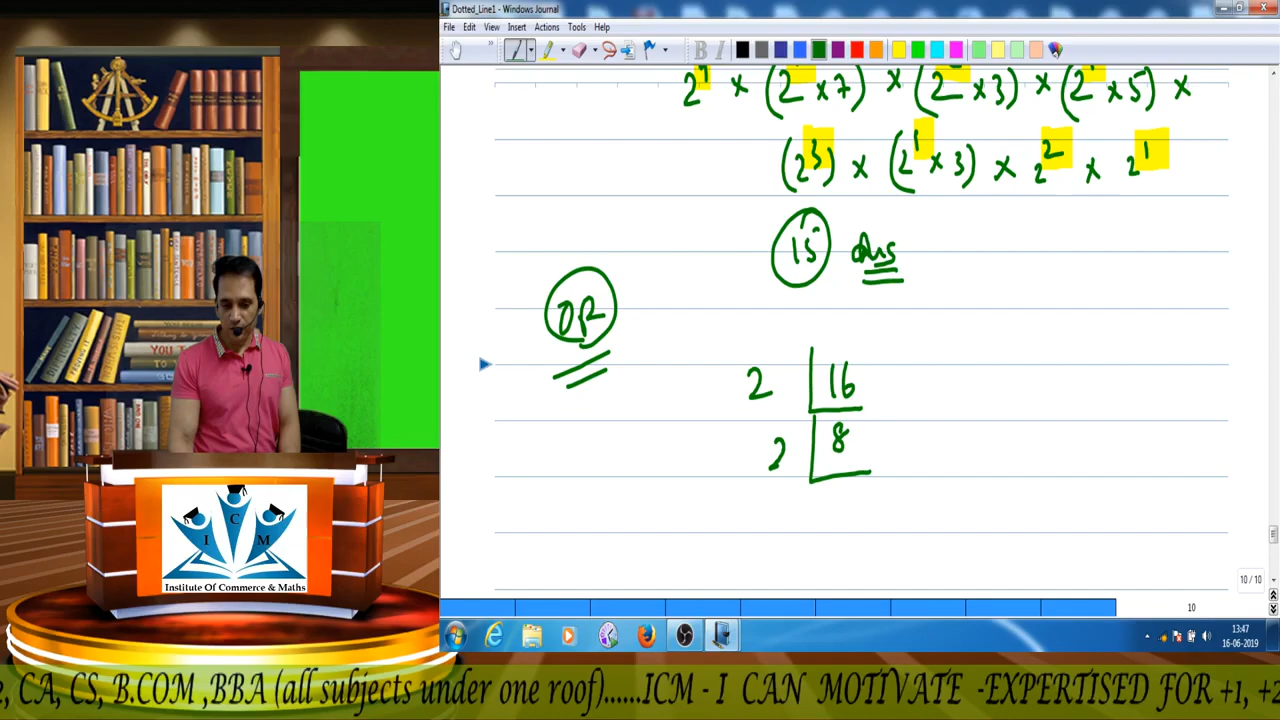 Dotted_Line1 - Windows Journal
File Edit View Insert Actions Tools Help
2⁴ × (2 × 7) × (2 × 3) × (2 × 5) ×
(2³) × (2¹ × 3) × 2² × 2¹
15 Ans
OR
2 | 16
2 | 8
10 / 10
10
13:47
16-06-2019
I C M
Institute Of Commerce & Maths
, CA, CS, B.COM ,BBA (all subjects under one roof)......ICM - I CAN MOTIVATE -EXPERTISED FOR +1, +2